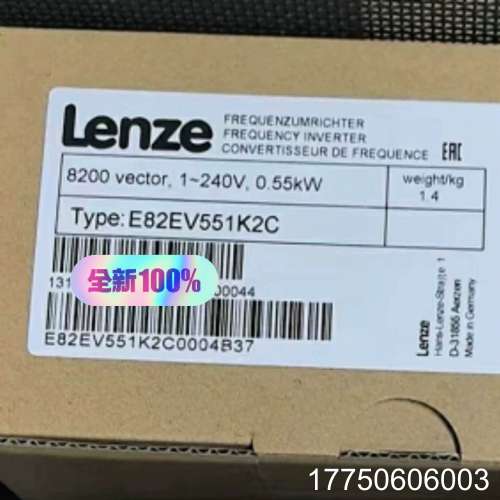 Lenze
FREQUENZUMRICHTER
FREQUENCY INVERTER
CONVERTISSEUR DE FREQUENCE EAC
8200 vector, 1~240V, 0.55kW
weight/kg
1.4
Type: E82EV551K2C
全新100%
131
00044
E82EV551K2C0004B37
Lenze
Hans-Lenze-Straße 1
D-31855 Aerzen
Made in Germany
17750606003